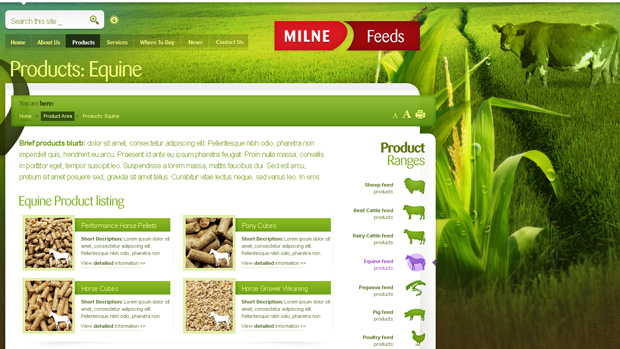 Search this site _
Home About Us Products Services Where To Buy News Contact Us
MILNE Feeds
Products: Equine
You are here:
Home Product Area Products: Equine
A A
Brief products blurb: dolor sit amet, consectetur adipiscing elit. Pellentesque nibh odio, pharetra non
imperdiet quis, hendrerit eu arcu. Praesent id ante eu ipsum pharetra feugiat. Proin nulla massa, convallis
in porttitor eget, tempor suscipit leo. Suspendisse a lorem massa, mattis faucibus dui. Sed est arcu,
pretium sit amet posuere sed, gravida sit amet tellus. Curabitur vitae lectus neque, sed varius leo. In eros
Product
Ranges
Equine Product listing
Performance Horse Pellets
Short Decription: Lorem ipsum dolor sit
amet, consectetur adipiscing elit.
Pellentesque nibh odio, pharetra non
View detailed information >>
Pony Cubes
Short Decription: Lorem ipsum dolor sit
amet, consectetur adipiscing elit.
Pellentesque nibh odio, pharetra non
View detailed information >>
Horse Cubes
Short Decription: Lorem ipsum dolor sit
amet, consectetur adipiscing elit.
Pellentesque nibh odio, pharetra non
View detailed information >>
Horse Grower Weaning
Short Decription: Lorem ipsum dolor sit
amet, consectetur adipiscing elit.
Pellentesque nibh odio, pharetra non
View detailed information >>
Sheep feed
products
Beef Cattle feed
products
Dairy Cattle feed
products
Equine feed
products
Pegasus feed
products
Pig feed
products
Poultry feed
products